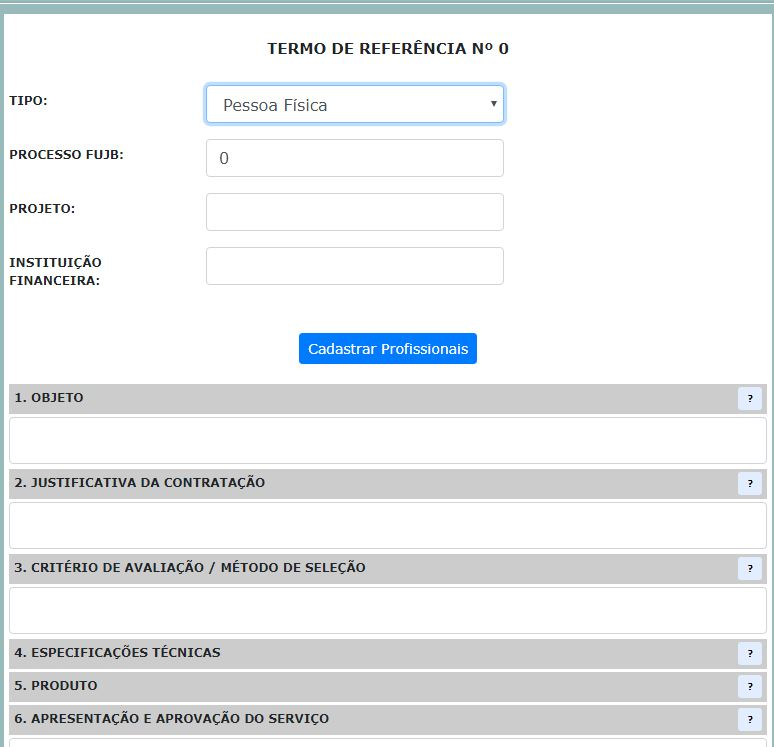 TERMO DE REFERÊNCIA Nº 0
TIPO:
Pessoa Física
PROCESSO FUJB:
0
PROJETO:
INSTITUIÇÃO
FINANCEIRA:
Cadastrar Profissionais
1. OBJETO
?
2. JUSTIFICATIVA DA CONTRATAÇÃO
?
3. CRITÉRIO DE AVALIAÇÃO / MÉTODO DE SELEÇÃO
?
4. ESPECIFICAÇÕES TÉCNICAS
?
5. PRODUTO
?
6. APRESENTAÇÃO E APROVAÇÃO DO SERVIÇO
?